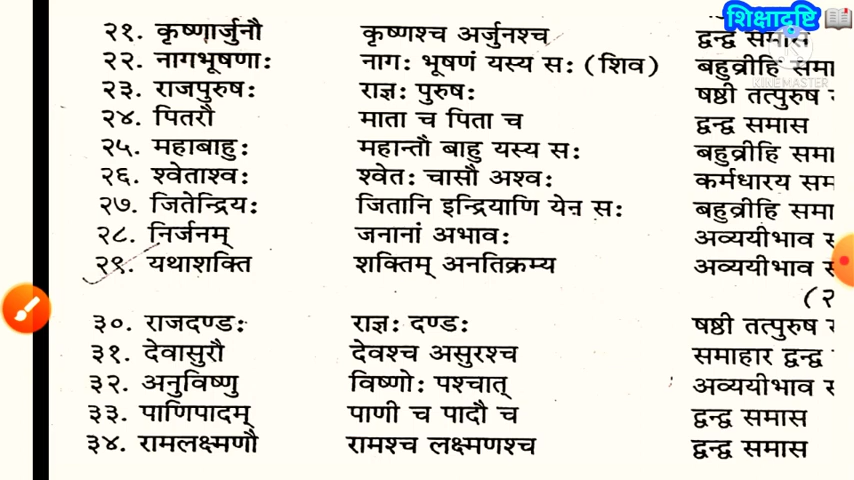 शिक्षादृष्टि
२१. कृष्णार्जुनौ कृष्णश्च अर्जुनश्च द्वन्द्व समास
२२. नागभूषणाः नागः भूषणं यस्य सः (शिव) बहुव्रीहि समा
KINEMASTER
२३. राजपुरुषः राज्ञः पुरुषः षष्ठी तत्पुरुष
२४. पितरौ माता च पिता च द्वन्द्व समास
२५. महाबाहुः महान्तौ बाहु यस्य सः बहुव्रीहि समा
२६. श्वेताश्वः श्वेतः चासौ अश्वः कर्मधारय सम
२७. जितेन्द्रियः जितानि इन्द्रियाणि येन सः बहुव्रीहि समा
२८. निर्जनम् जनानां अभावः अव्ययीभाव स
२९. यथाशक्ति शक्तिम् अनतिक्रम्य अव्ययीभाव स
(२
३०. राजदण्डः राज्ञः दण्डः षष्ठी तत्पुरुष
३१. देवासुरौ देवश्च असुरश्च समाहार द्वन्द्व
३२. अनुविष्णु विष्णोः पश्चात् अव्ययीभाव स
३३. पाणिपादम् पाणी च पादौ च द्वन्द्व समास
३४. रामलक्ष्मणौ रामश्च लक्ष्मणश्च द्वन्द्व समास